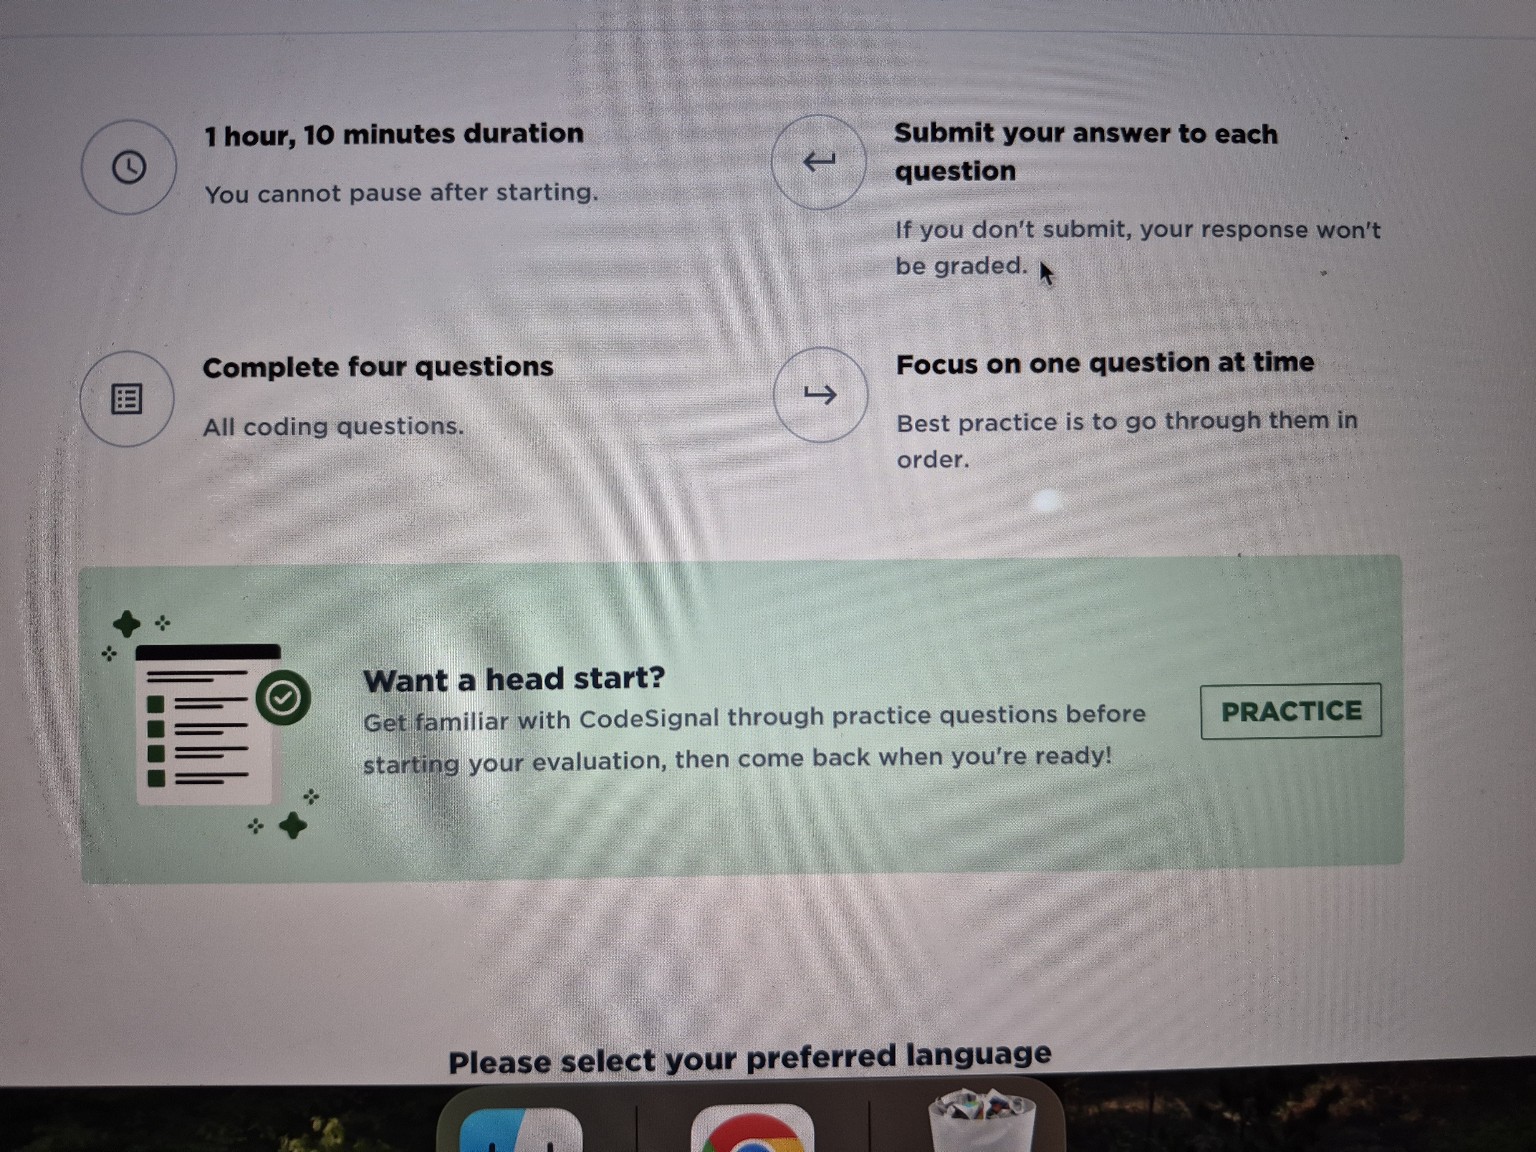 1 hour, 10 minutes duration
You cannot pause after starting.
Submit your answer to each
question
If you don't submit, your response won't
be graded.
Complete four questions
All coding questions.
Focus on one question at time
Best practice is to go through them in
order.
Want a head start?
Get familiar with CodeSignal through practice questions before
starting your evaluation, then come back when you're ready!
PRACTICE
Please select your preferred language